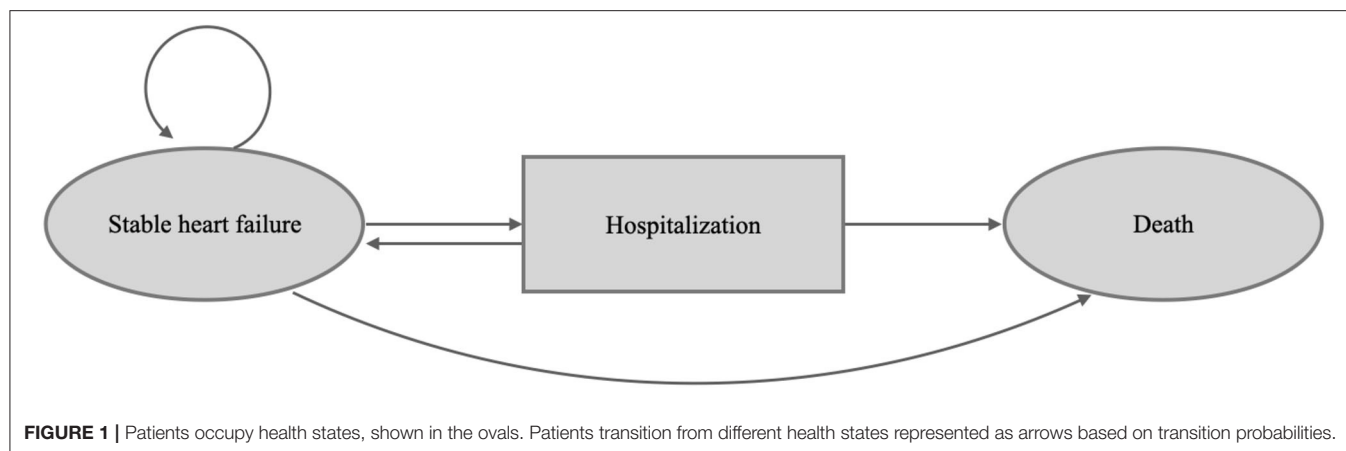 Stable heart failure
Hospitalization
Death
FIGURE 1 | Patients occupy health states, shown in the ovals. Patients transition from different health states represented as arrows based on transition probabilities.